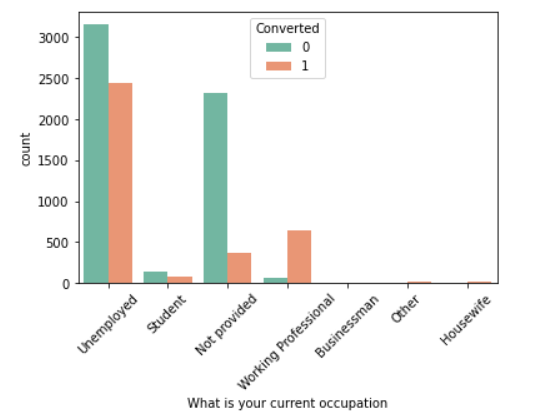 Converted
0
1
3000
2500
2000
1500
1000
500
0
count
Unemployed
Student
Not provided
Working Professional
Businessman
Other
Housewife
What is your current occupation